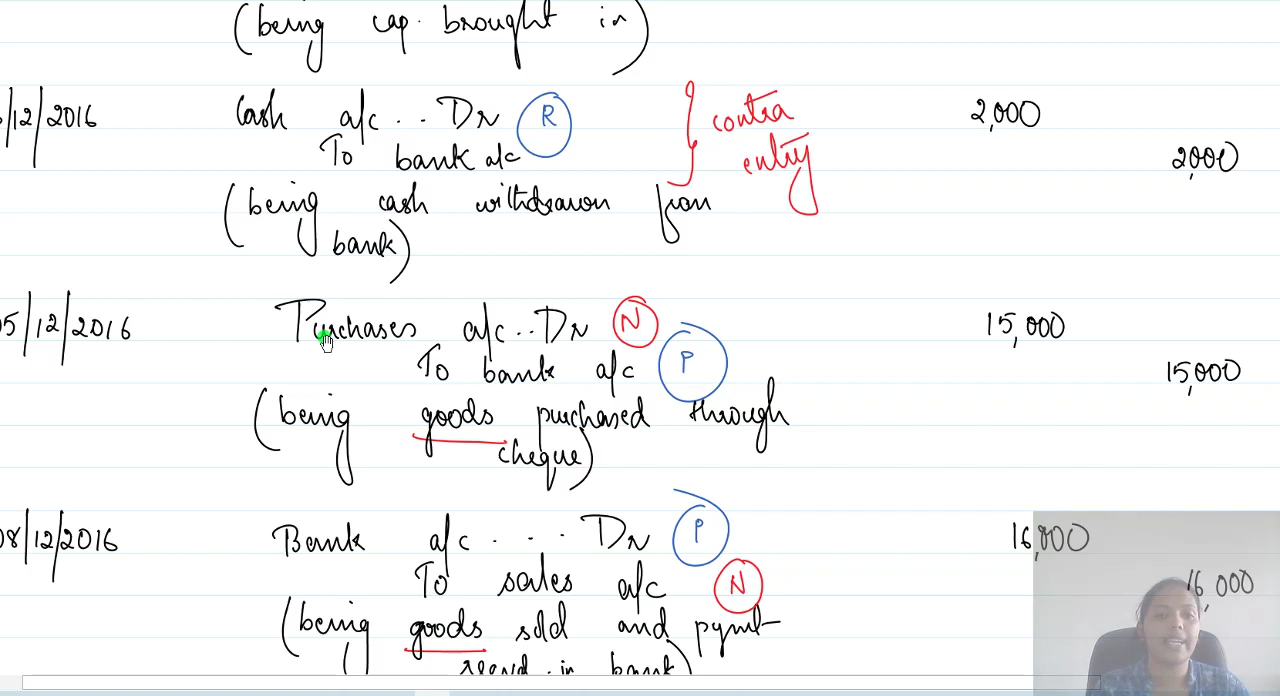 (being cap. brought in)
/12/2016 Cash a/c .. Dr R } contra 2,000
To bank a/c entry 2000
(being cash withdrawn from
bank)
05/12/2016 Purchases a/c .. Dr N 15,000
To bank a/c P 15,000
(being goods purchased through
cheque)
08/12/2016 Bank a/c . . . Dr P 16,000
To sales a/c N 16,000
(being goods sold and pymt
in bank)